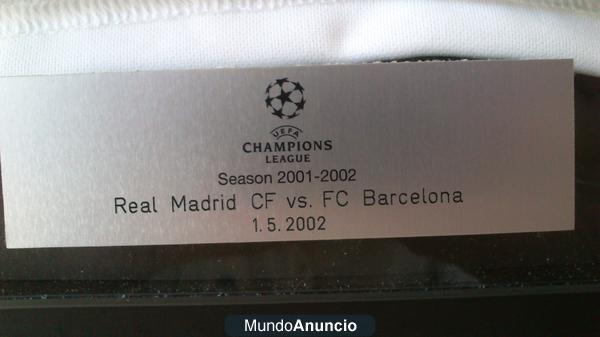 UEFA
CHAMPIONS
LEAGUE
Season 2001-2002
Real Madrid CF vs. FC Barcelona
1.5.2002
MundoAnuncio